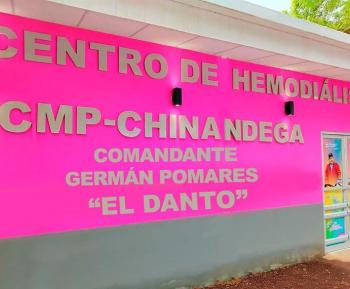 CENTRO DE HEMODIÁLI
CMP-CHINANDEGA
COMANDANTE
GERMÁN POMARES
“EL DANTO”